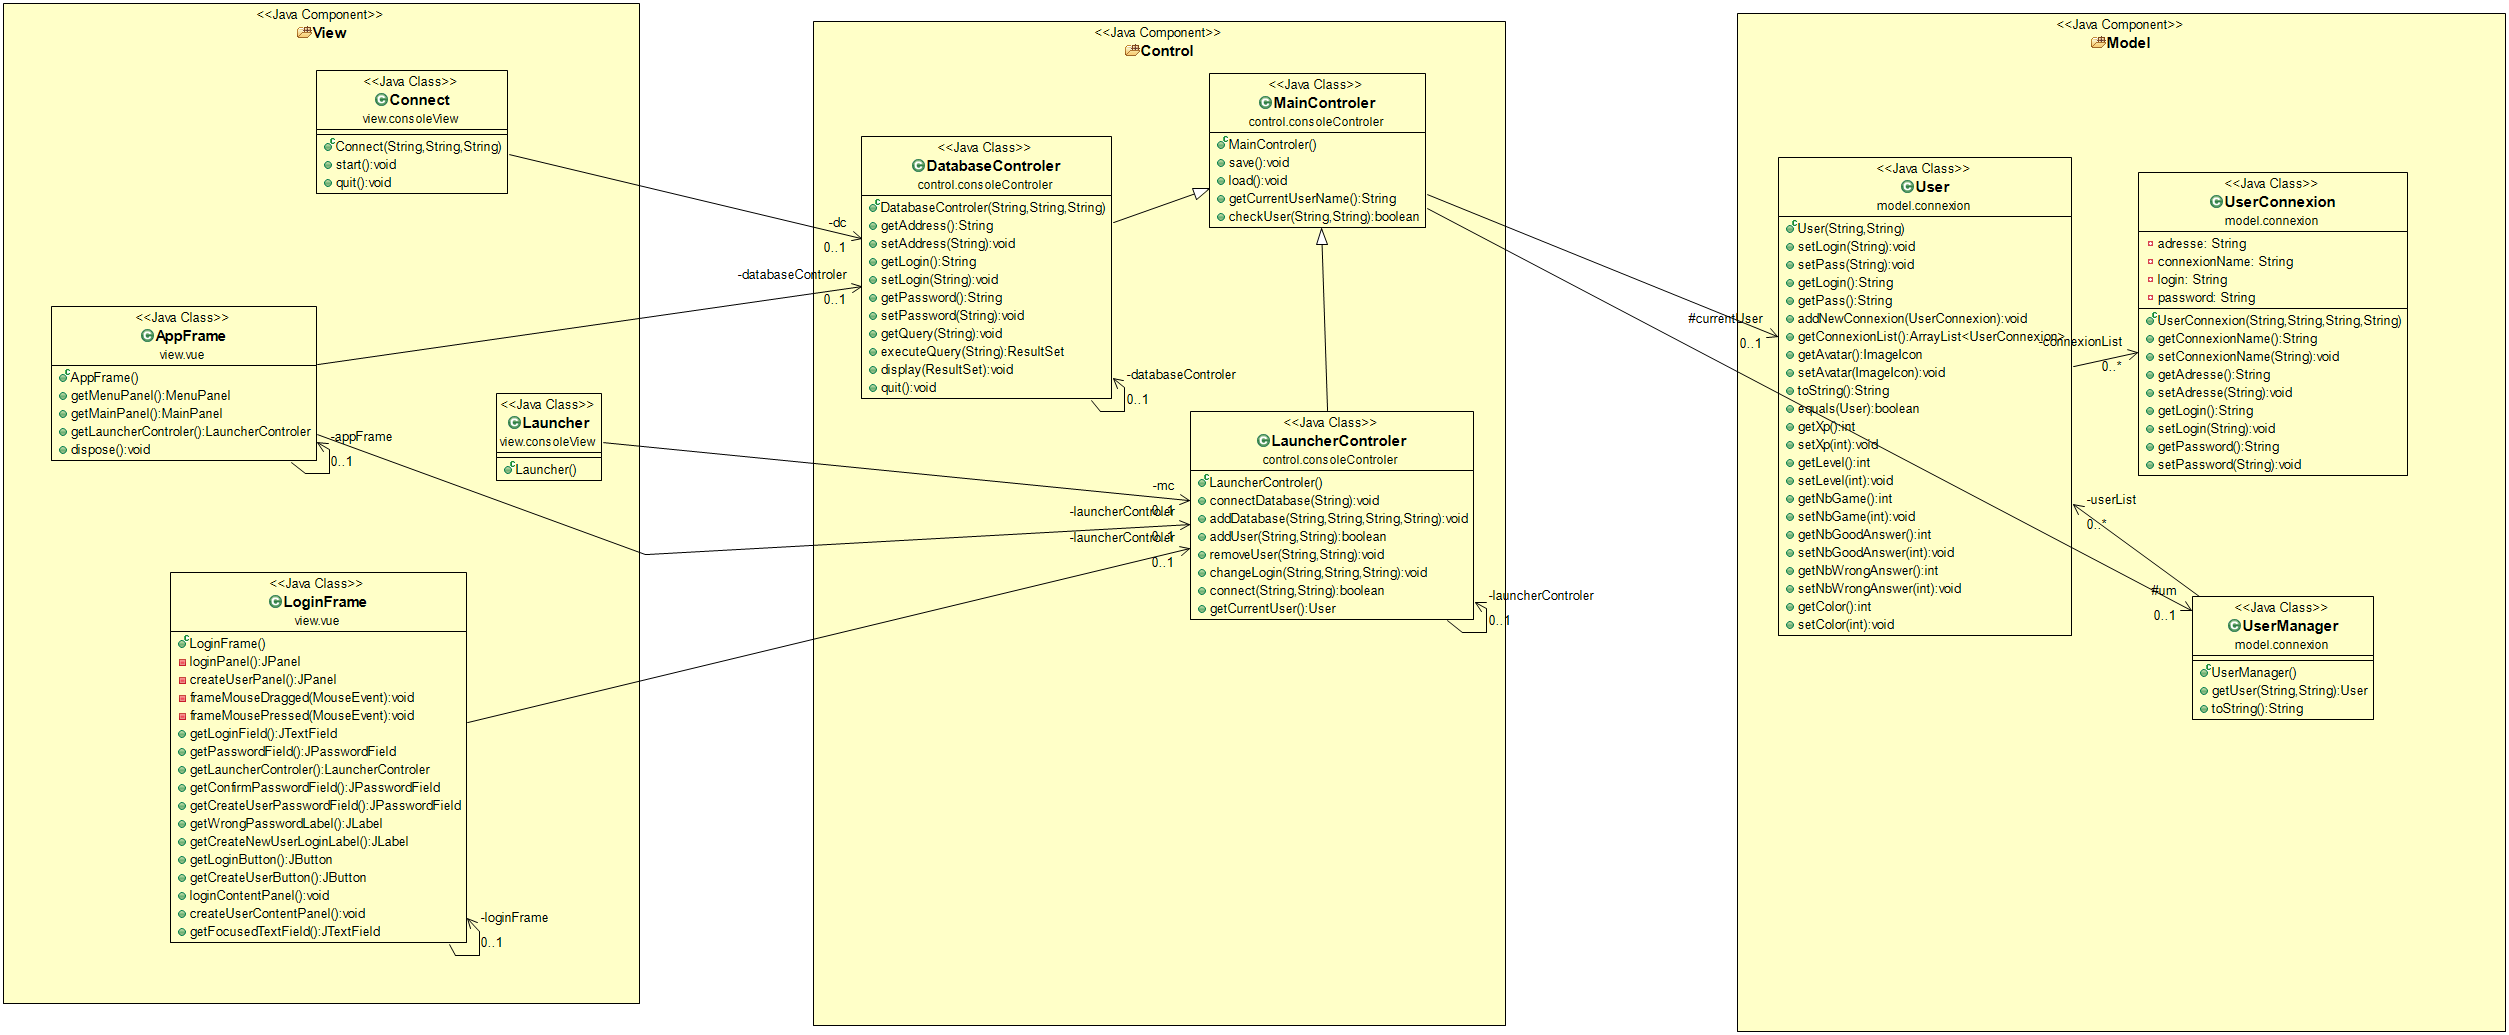 <<Java Component>>
View
<<Java Class>>
Connect
view.consoleView
Connect(String,String,String)
start():void
quit():void
<<Java Class>>
AppFrame
view.vue
AppFrame()
getMenuPanel():MenuPanel
getMainPanel():MainPanel
getLauncherControler():LauncherControler
dispose():void
-appFrame
0..1
<<Java Class>>
Launcher
view.consoleView
Launcher()
<<Java Class>>
LoginFrame
view.vue
LoginFrame()
loginPanel():JPanel
createUserPanel():JPanel
frameMouseDragged(MouseEvent):void
frameMousePressed(MouseEvent):void
getLoginField():JTextField
getPasswordField():JPasswordField
getLauncherControler():LauncherControler
getConfirmPasswordField():JPasswordField
getCreateUserPasswordField():JPasswordField
getWrongPasswordLabel():JLabel
getCreateNewUserLoginLabel():JLabel
getLoginButton():JButton
getCreateUserButton():JButton
loginContentPanel():void
createUserContentPanel():void
getFocusedTextField():JTextField
-loginFrame
0..1
<<Java Component>>
Control
<<Java Class>>
MainControler
control.consoleControler
MainControler()
save():void
load():void
getCurrentUserName():String
checkUser(String,String):boolean
<<Java Class>>
DatabaseControler
control.consoleControler
DatabaseControler(String,String,String)
getAddress():String
setAddress(String):void
getLogin():String
setLogin(String):void
getPassword():String
setPassword(String):void
getQuery(String):void
executeQuery(String):ResultSet
display(ResultSet):void
quit():void
-dc
0..1
-databaseControler
0..1
-databaseControler
0..1
<<Java Class>>
LauncherControler
control.consoleControler
LauncherControler()
connectDatabase(String):void
addDatabase(String,String,String,String):void
addUser(String,String):boolean
removeUser(String,String):void
changeLogin(String,String,String):void
connect(String,String):boolean
getCurrentUser():User
-mc
0..1
-launcherControler
0..1
-launcherControler
0..1
-launcherControler
0..1
<<Java Component>>
Model
<<Java Class>>
User
model.connexion
User(String,String)
setLogin(String):void
setPass(String):void
getLogin():String
getPass():String
addNewConnexion(UserConnexion):void
getConnexionList():ArrayList<UserConnexion>
getAvatar():ImageIcon
setAvatar(ImageIcon):void
toString():String
equals(User):boolean
getXp():int
setXp(int):void
getLevel():int
setLevel(int):void
getNbGame():int
setNbGame(int):void
getNbGoodAnswer():int
setNbGoodAnswer(int):void
getNbWrongAnswer():int
setNbWrongAnswer(int):void
getColor():int
setColor(int):void
#currentUser
0..1
-connexionList
0..*
<<Java Class>>
UserConnexion
model.connexion
adresse: String
connexionName: String
login: String
password: String
UserConnexion(String,String,String,String)
getConnexionName():String
setConnexionName(String):void
getAdresse():String
setAdresse(String):void
getLogin():String
setLogin(String):void
getPassword():String
setPassword(String):void
-userList
0..*
#um
0..1
<<Java Class>>
UserManager
model.connexion
UserManager()
getUser(String,String):User
toString():String